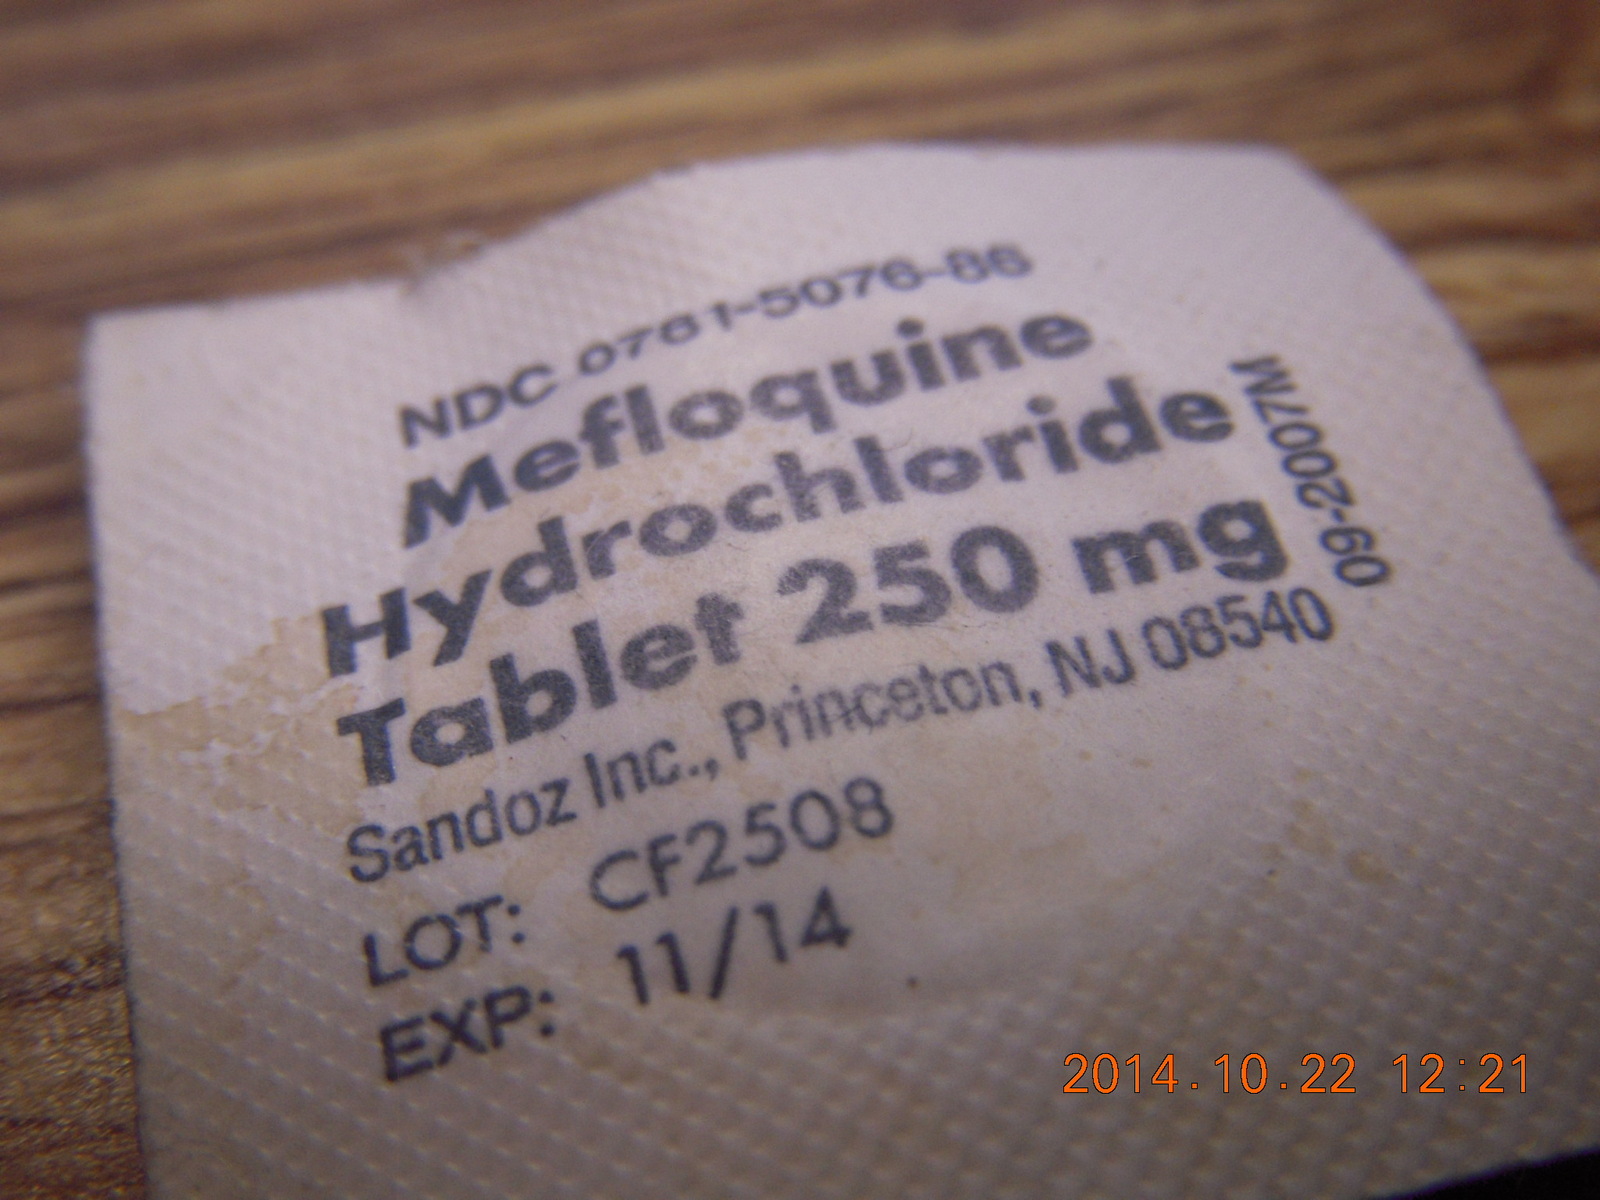 NDC 0781-5076-86
Mefloquine
Hydrochloride
Tablet 250 mg
Sandoz Inc., Princeton, NJ 08540
LOT: CF2508
EXP: 11/14
09-2007M
2014.10.22 12:21